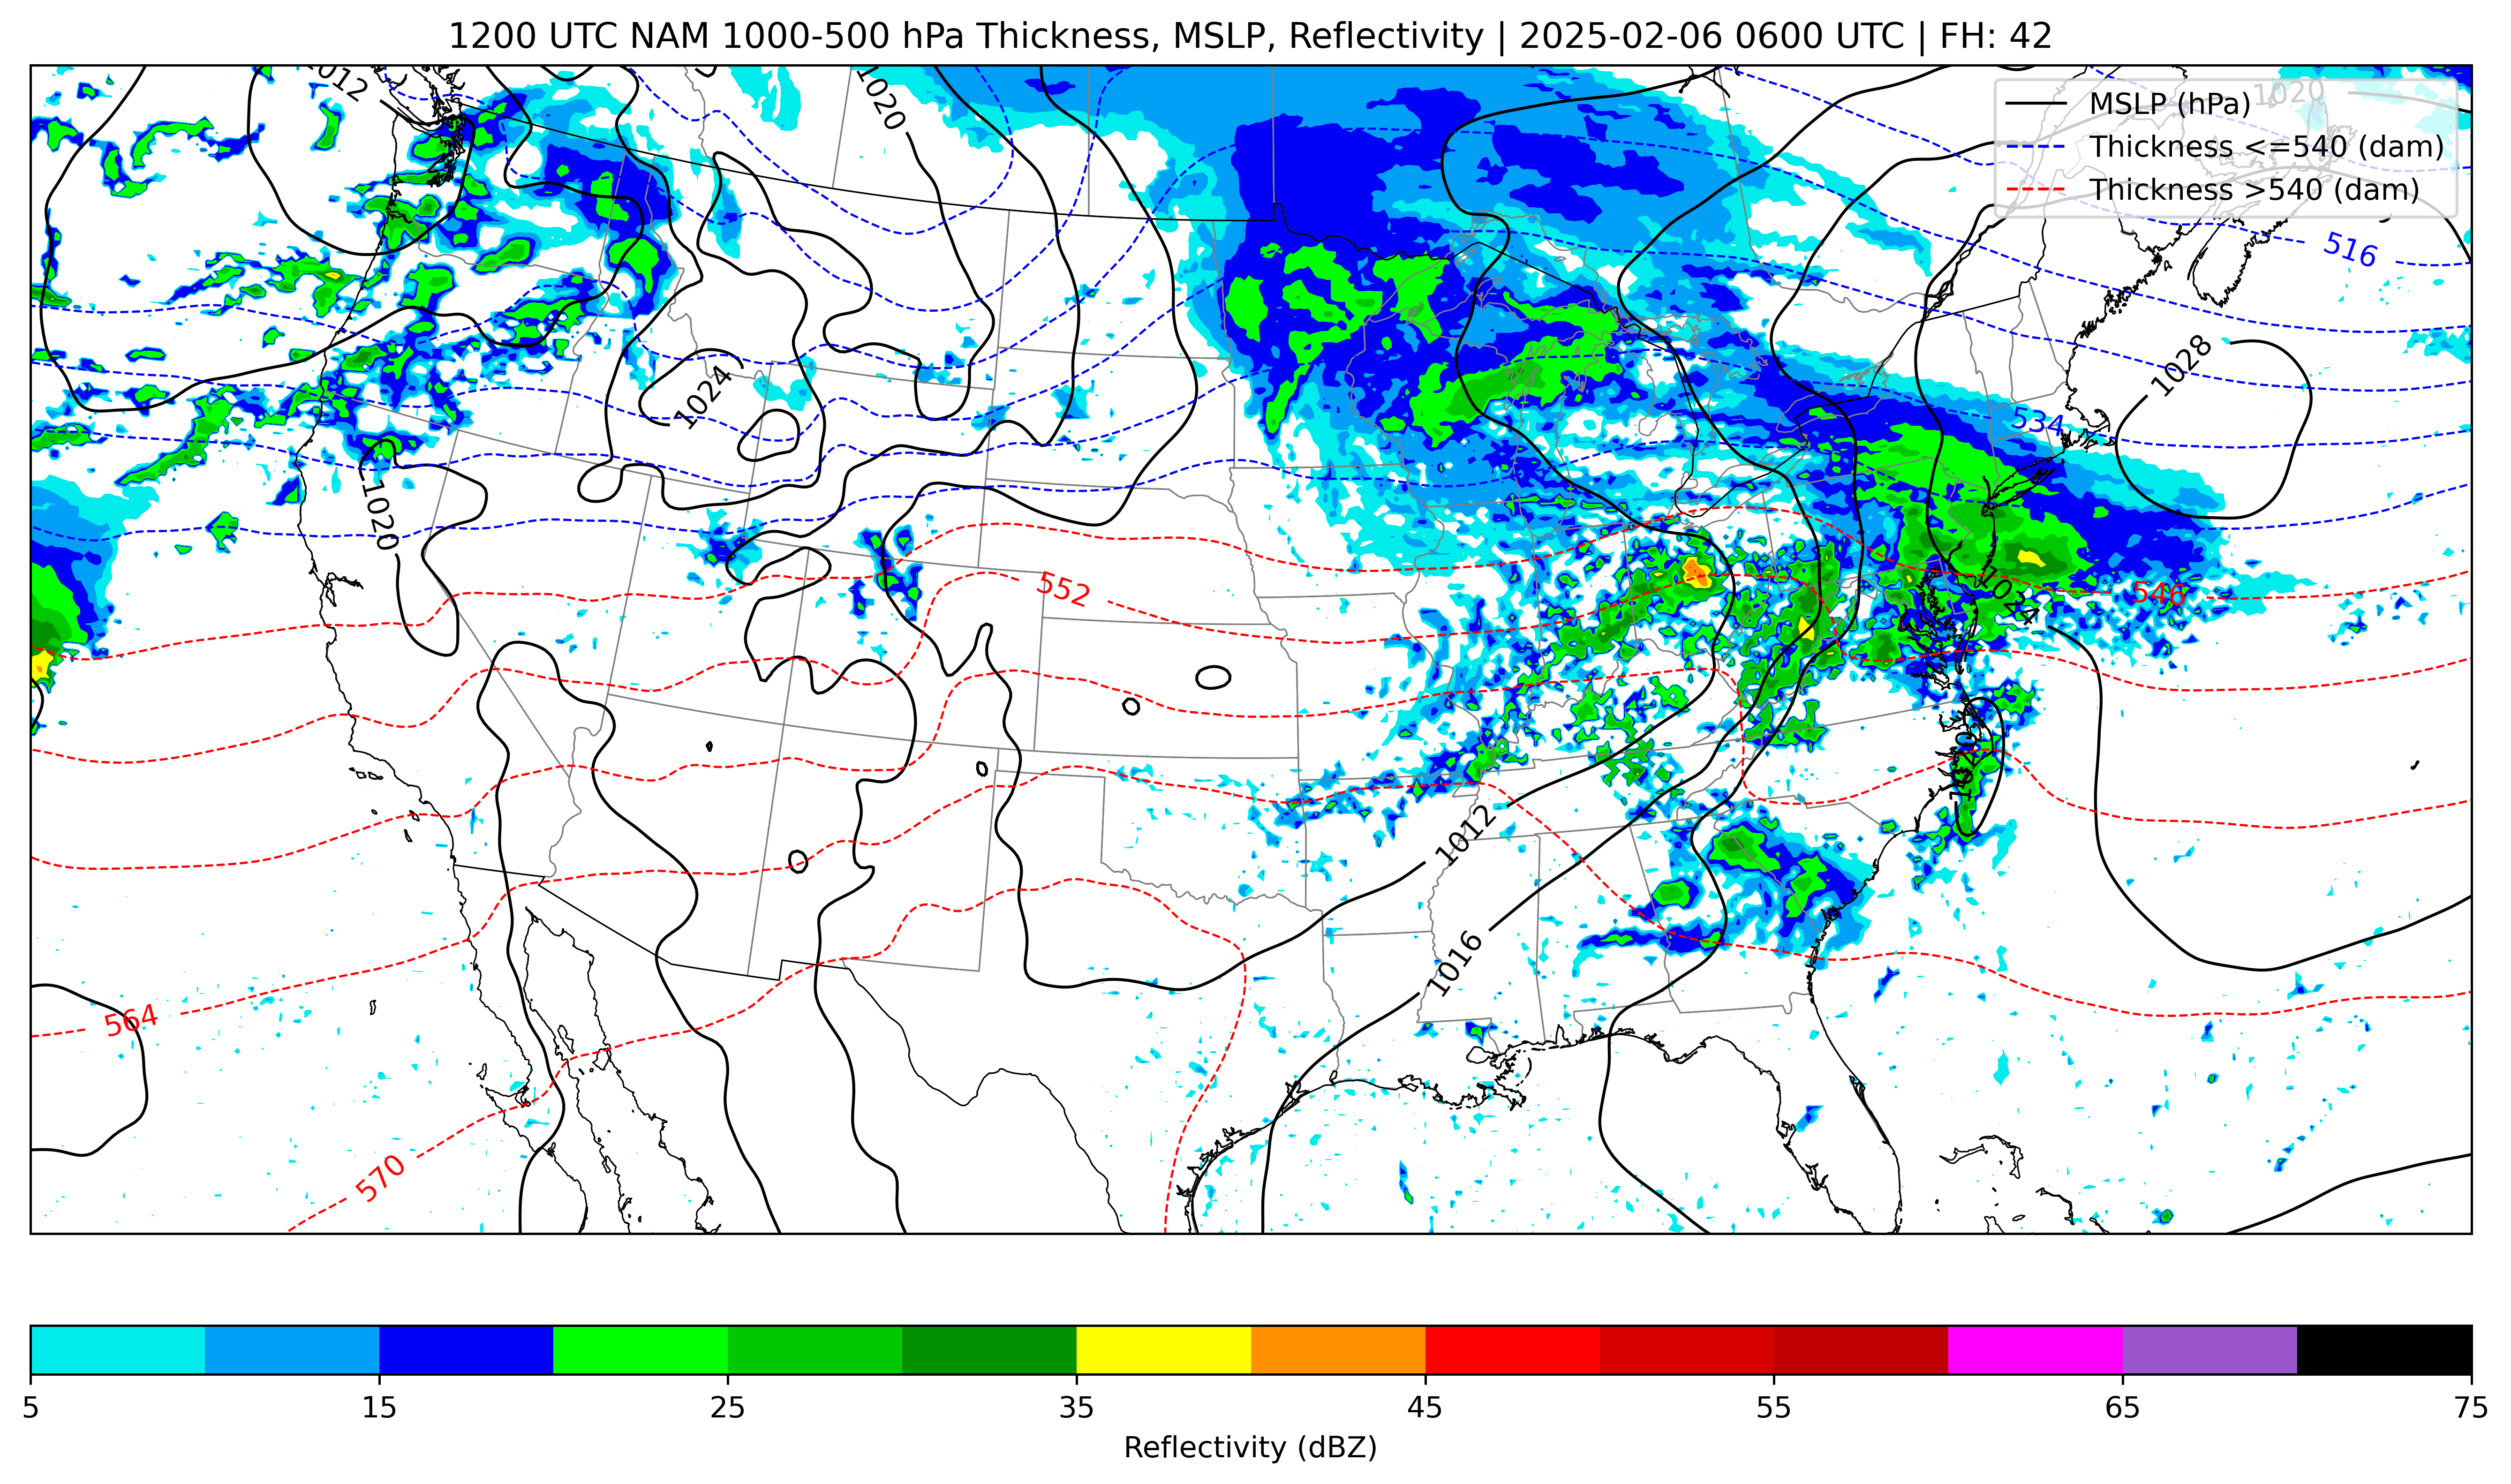 1200 UTC NAM 1000-500 hPa Thickness, MSLP, Reflectivity | 2025-02-06 0600 UTC | FH: 42
1020
MSLP (hPa)
Thickness <=540 (dam)
Thickness >540 (dam)
1012
1020
516
1028
1024
534
1020
552
546
1024
1020
1012
1016
564
570
5 15 25 35 45 55 65 75
Reflectivity (dBZ)